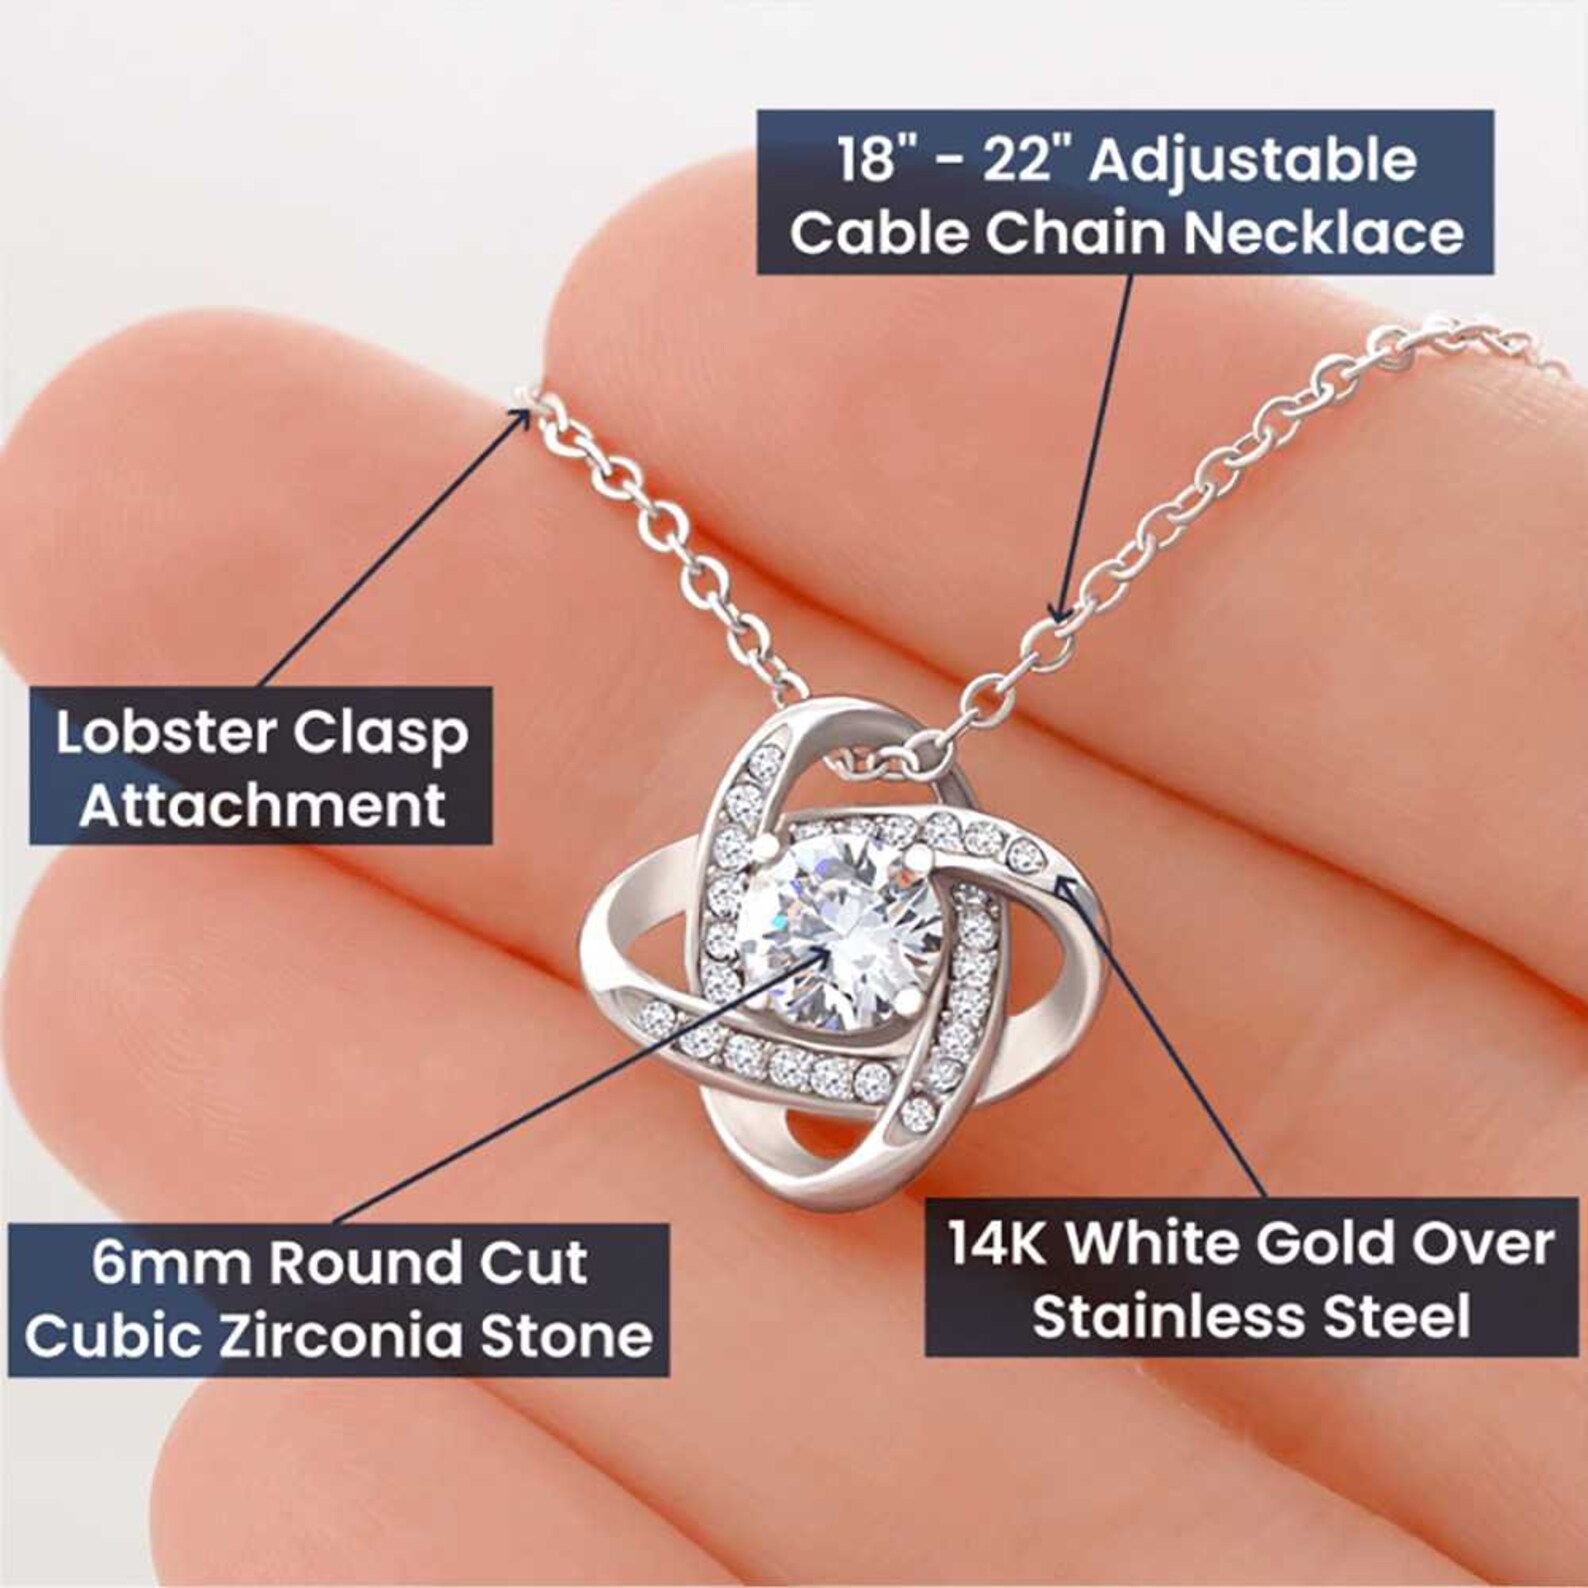 18" - 22" Adjustable
Cable Chain Necklace
Lobster Clasp
Attachment
6mm Round Cut
Cubic Zirconia Stone
14K White Gold Over
Stainless Steel